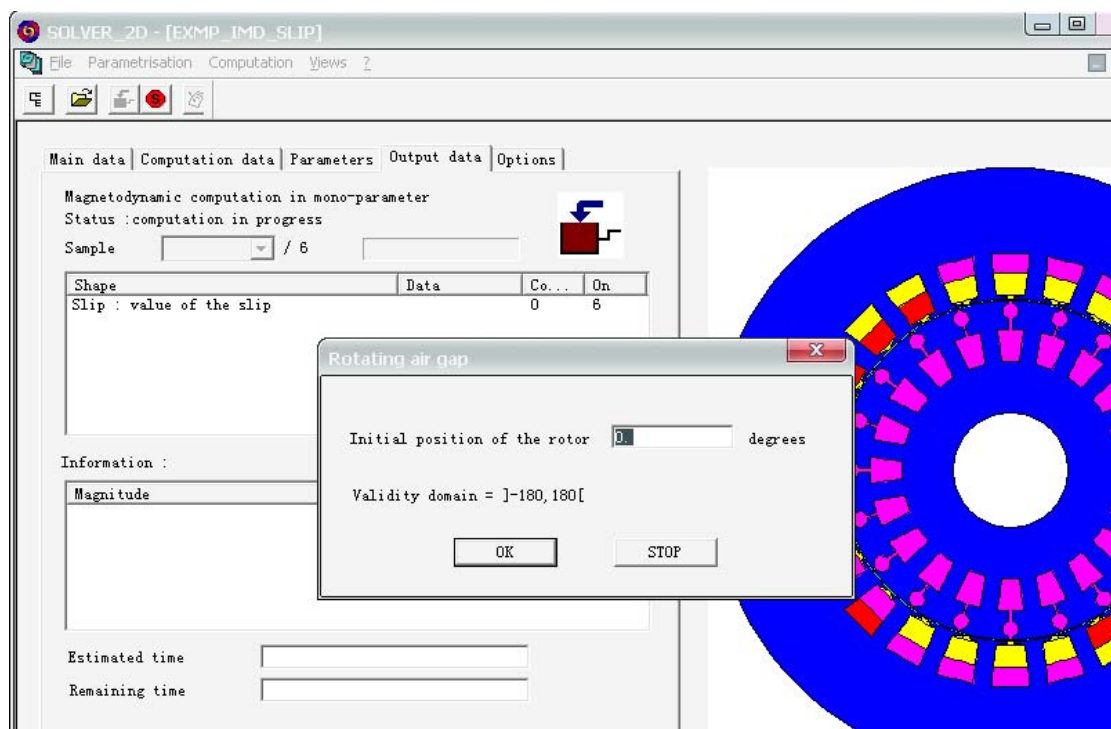 SOLVER_2D - [EXMP_IMD_SLIP]
File Parametrisation Computation Views ?
Main data Computation data Parameters Output data Options
Magnetodynamic computation in mono-parameter
Status :computation in progress
Sample / 6
Shape Data Co... On
Slip : value of the slip 0 6
Rotating air gap
Initial position of the rotor 0. degrees
Validity domain = ]-180,180[
OK STOP
Information :
Magnitude
Estimated time
Remaining time